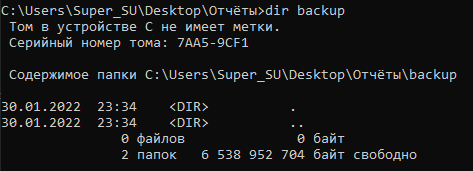 C:\Users\Super_SU\Desktop\Отчёты>dir backup
Том в устройстве C не имеет метки.
Серийный номер тома: 7AA5-9CF1
Содержимое папки C:\Users\Super_SU\Desktop\Отчёты\backup
30.01.2022  23:34    <DIR>          .
30.01.2022  23:34    <DIR>          ..
0 файлов              0 байт
2 папок   6 538 952 704 байт свободно